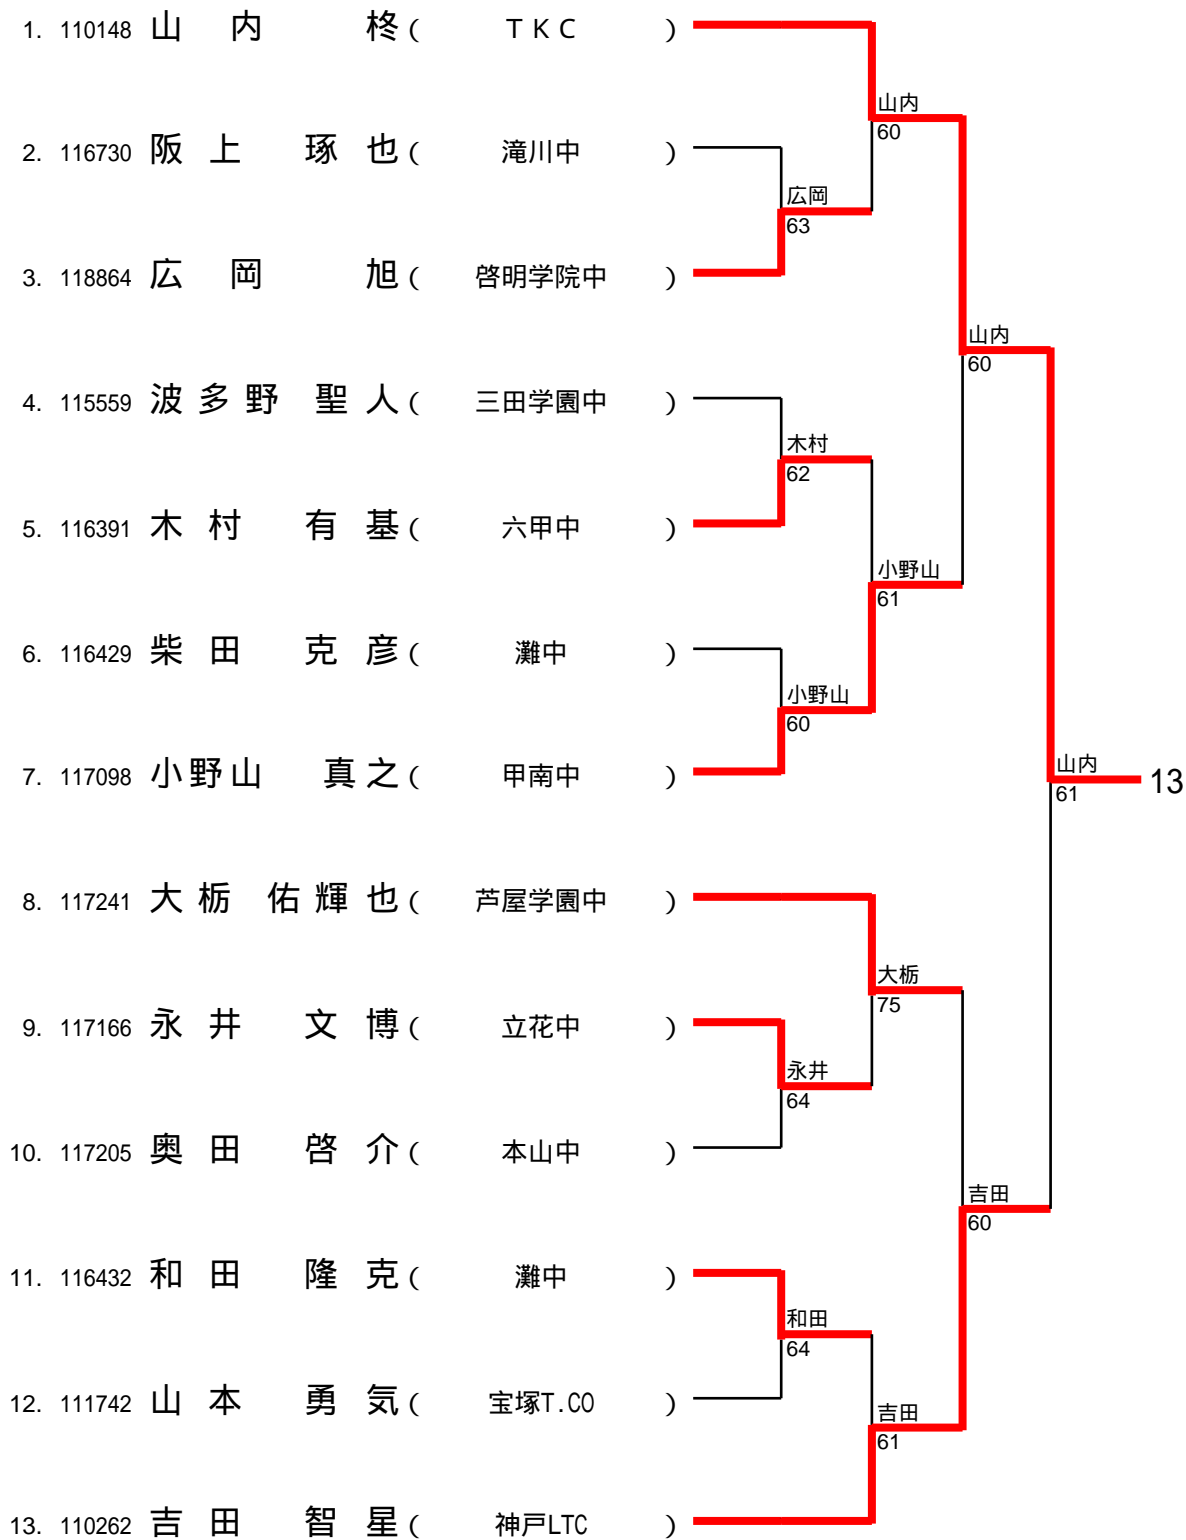 1. 110148 山 内 柊 ( TKC )
山内
60
2. 116730 阪 上 琢 也 ( 滝川中 )
広岡
63
3. 118864 広 岡 旭 ( 啓明学院中 )
山内
60
4. 115559 波 多 野 聖 人 ( 三田学園中 )
木村
62
5. 116391 木 村 有 基 ( 六甲中 )
小野山
61
6. 116429 柴 田 克 彦 ( 灘中 )
小野山
60
7. 117098 小野山 真之 ( 甲南中 )
山内
61
13
8. 117241 大 栃 佑 輝 也 ( 芦屋学園中 )
大栃
75
9. 117166 永 井 文 博 ( 立花中 )
永井
64
10. 117205 奥 田 啓 介 ( 本山中 )
吉田
60
11. 116432 和 田 隆 克 ( 灘中 )
和田
64
12. 111742 山 本 勇 気 ( 宝塚T.CO )
吉田
61
13. 110262 吉 田 智 星 ( 神戸LTC )